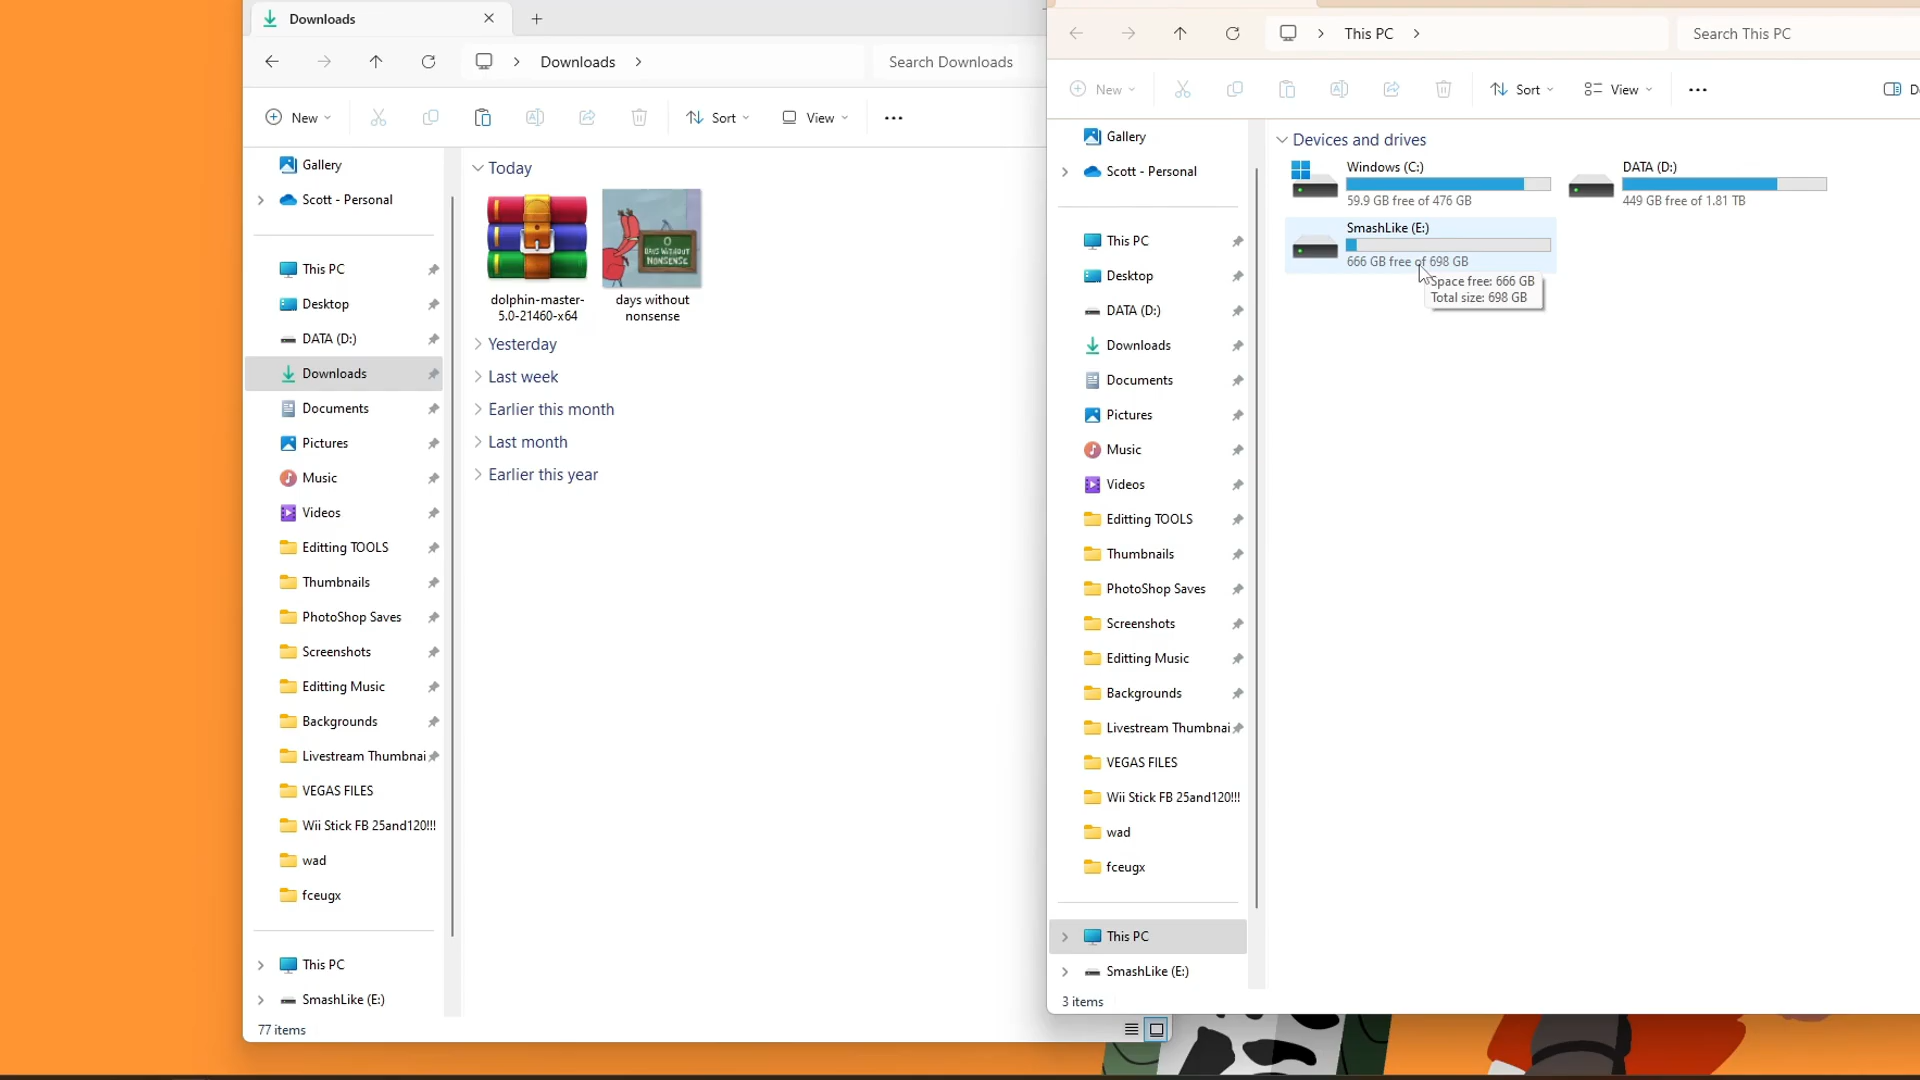 Downloads
Downloads
Search Downloads
New
Sort
View
Gallery
Scott - Personal
This PC
Desktop
DATA (D:)
Downloads
Documents
Pictures
Music
Videos
Editting TOOLS
Thumbnails
PhotoShop Saves
Screenshots
Editting Music
Backgrounds
Livestream Thumbnai
VEGAS FILES
Wii Stick FB 25and120!!!
wad
fceugx
This PC
SmashLike (E:)
77 items
Today
0
DAYS WITHOUT
NONSENSE
dolphin-master-
5.0-21460-x64
days without
nonsense
Yesterday
Last week
Earlier this month
Last month
Earlier this year
This PC
Search This PC
New
Sort
View
Gallery
Scott - Personal
This PC
Desktop
DATA (D:)
Downloads
Documents
Pictures
Music
Videos
Editting TOOLS
Thumbnails
PhotoShop Saves
Screenshots
Editting Music
Backgrounds
Livestream Thumbnai
VEGAS FILES
Wii Stick FB 25and120!!!
wad
fceugx
This PC
SmashLike (E:)
3 items
Devices and drives
Windows (C:)
59.9 GB free of 476 GB
DATA (D:)
449 GB free of 1.81 TB
SmashLike (E:)
666 GB free of 698 GB
Space free: 666 GB
Total size: 698 GB